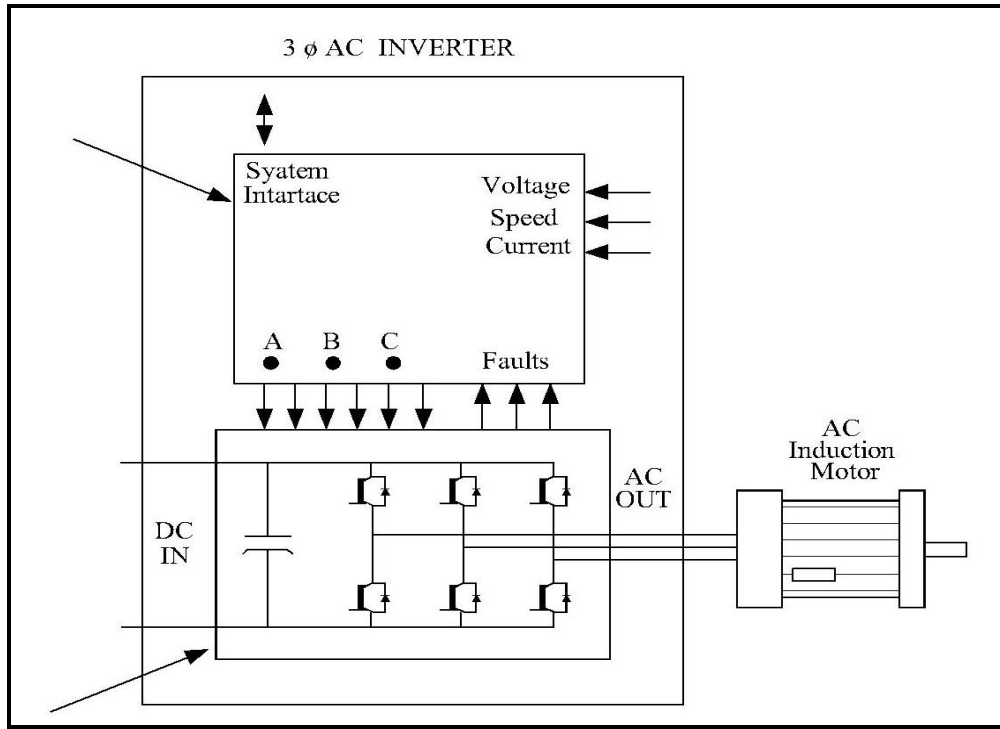 3 ø AC INVERTER
Syatem
Intartace
Voltage
Speed
Current
A B C
Faults
AC
OUT
DC
IN
AC
Induction
Motor